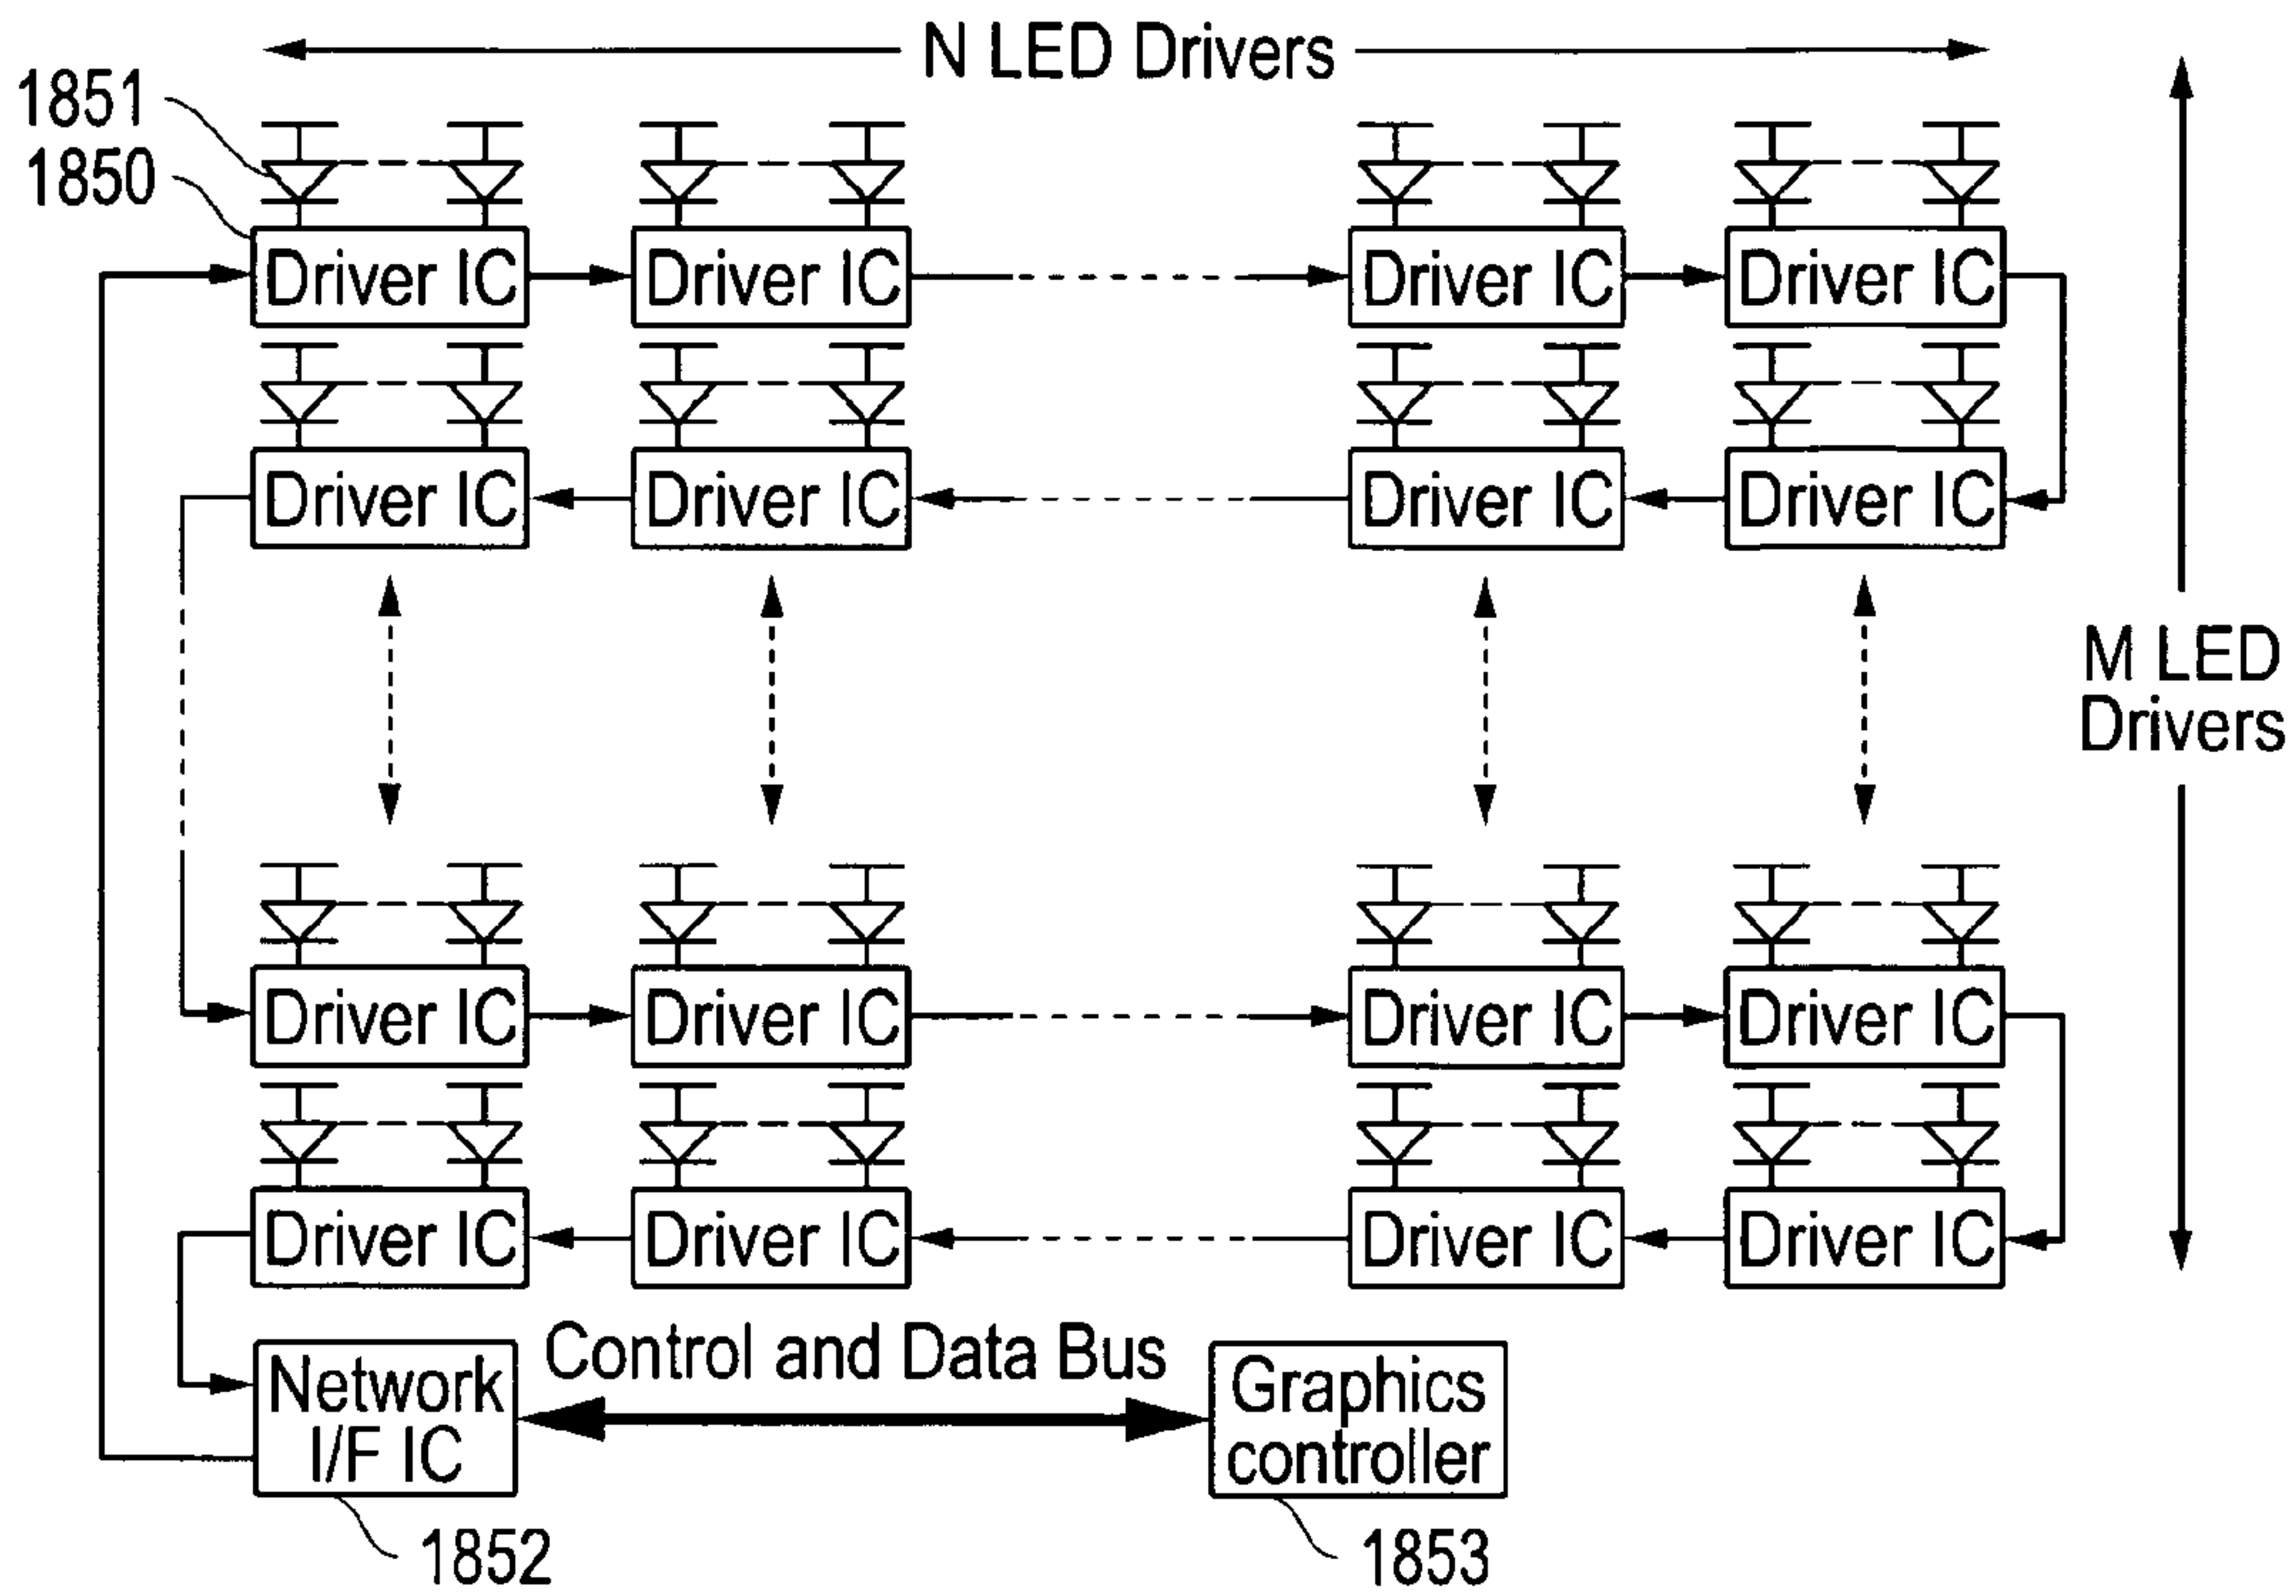 N LED Drivers
1851
1850
Driver IC Driver IC Driver IC Driver IC
Driver IC Driver IC Driver IC Driver IC
M LED
Drivers
Driver IC Driver IC Driver IC Driver IC
Driver IC Driver IC Driver IC Driver IC
Control and Data Bus
Network
I/F IC
Graphics
controller
1852
1853